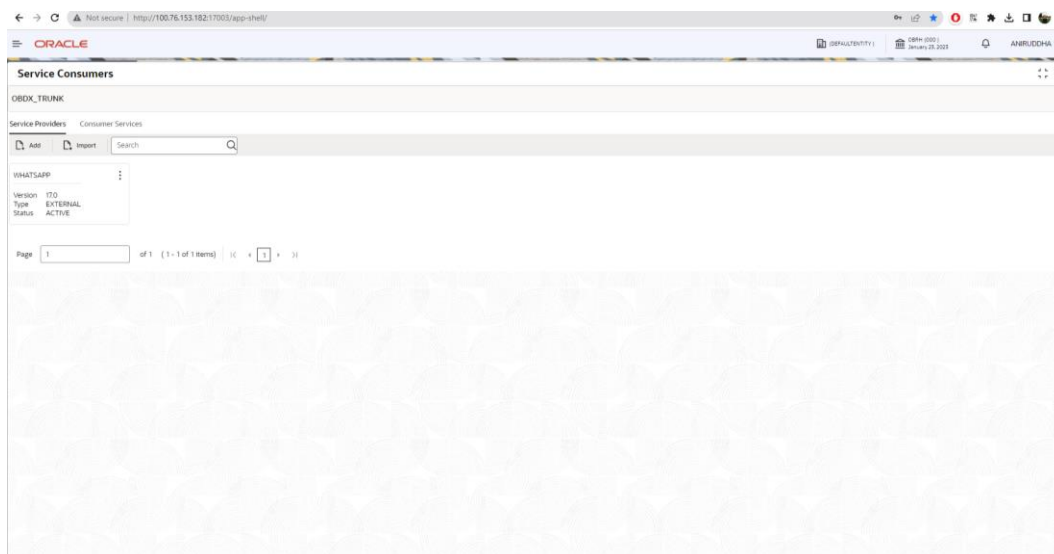 Not secure | http://100.76.153.182:17003/app-shell/
ORACLE
(DEFAULTENTITY)
OBRH (000)
January 25, 2023
ANIRUDDHA
Service Consumers
OBDX_TRUNK
Service Providers Consumer Services
Add Import Search
WHATSAPP
Version 17.0
Type EXTERNAL
Status ACTIVE
Page 1 of 1 (1 - 1 of 1 items) 1